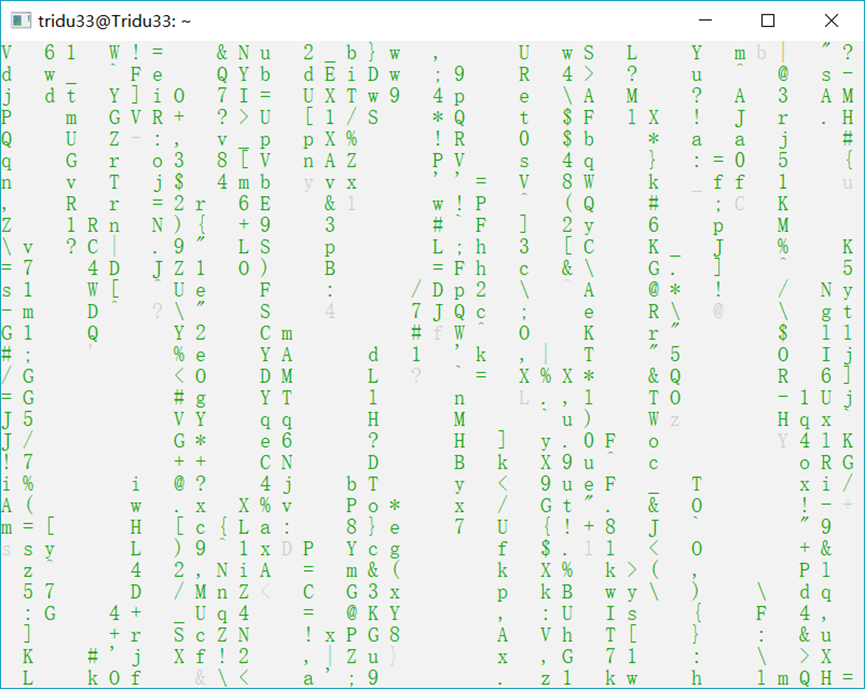 tridu33@Tridu33: ~
V 6 1 W ! = & N u 2 _ b } w w , U w S L Y m b | " ?
d w _ ` F e Q Y b d E i D w ; 9 R 4 > ? u ^ @ s -
j d t Y ] i O 7 I = U X T w 9 4 p e \ A M ? A 3 A M
P m G V R + ? > U [ 1 / S * Q t $ F 1 X ! J r . H
Q U Z - : , v _ p p X % ! R 0 $ b * a a j #
q G r o 3 8 [ V n A Z P V s 4 q } : = 0 5 {
n v T j $ 4 m b y v x ' ' = V 8 W k _ f f 1 u
, R r = 2 r 6 E & 1 w ! P ^ ( Q # ; C K
Z 1 R n N ) { + 9 3 # ` F ] 2 y 6 p M
\ v ? C | . 9 " L S p L ; h 3 [ C K _ J % K
= 7 4 D J Z 1 O ) B = F h c & \ G . ] ^ 5
s 1 W [ . U e F : / D p 2 \ ` A @ * ! / N y
- m D ^ ? \ " S 4 7 J Q c ; e R \ @ \ g t
G 1 Q Y 2 C m # f W ^ O K r " $ 1 l
# ; ' % e Y A d 1 ' k , | T " 5 O I j
/ G < O D M L ? ` = X % X * & Q R 6 ]
= G # g Y T l n L . , 1 T O - 1 U j
J 5 V Y q q H M ` u ) W z H q x `
J / G * e 6 ? H ] y . O F o Y 4 1 K
! 7 + + C N D B k X 9 u ^ c o R G
i % i @ ? 4 j b T y < 9 u e F _ T x i /
A ( w . x X % v P o * x / G t " . & O ! - +
m = [ H [ c { L a : 8 } e 7 U { ! + 8 J ` " 9
s s y L ) 9 L 1 x D P Y c g f $ . 1 1 < O + &
z ` 4 2 , N i A = m & ( k X % k > ( , P 1
5 7 D / M n Z < C G 3 x p k B w y \ ) \ d q
: G 4 + _ U q 4 = @ K Y , : U I s { F 4 ,
] + r S c Z N ! x P G 8 A V h T [ } : & u
K # ' j X f ! 2 , | Z u } x , G 7 1 : \ > X
L k O f & \ < a ' ; 9 . z 1 k w h 1 m Q H =